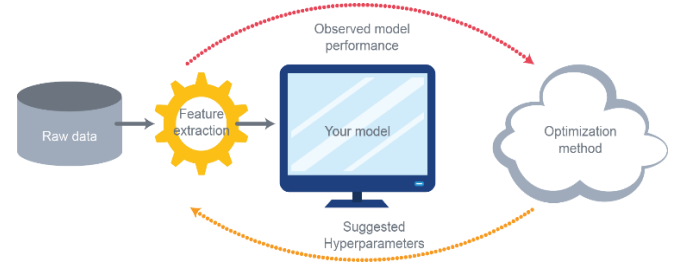 Observed model
performance
Raw data
Feature
extraction
Your model
Optimization
method
Suggested
Hyperparameters